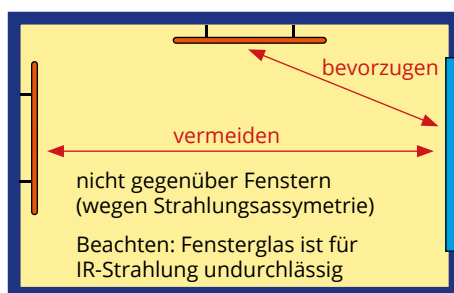 bevorzugen
vermeiden
nicht gegenüber Fenstern
(wegen Strahlungsassymetrie)
Beachten: Fensterglas ist für
IR-Strahlung undurchlässig